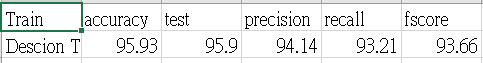 Train accuracy test precision recall fscore
Descion T 95.93 95.9 94.14 93.21 93.66